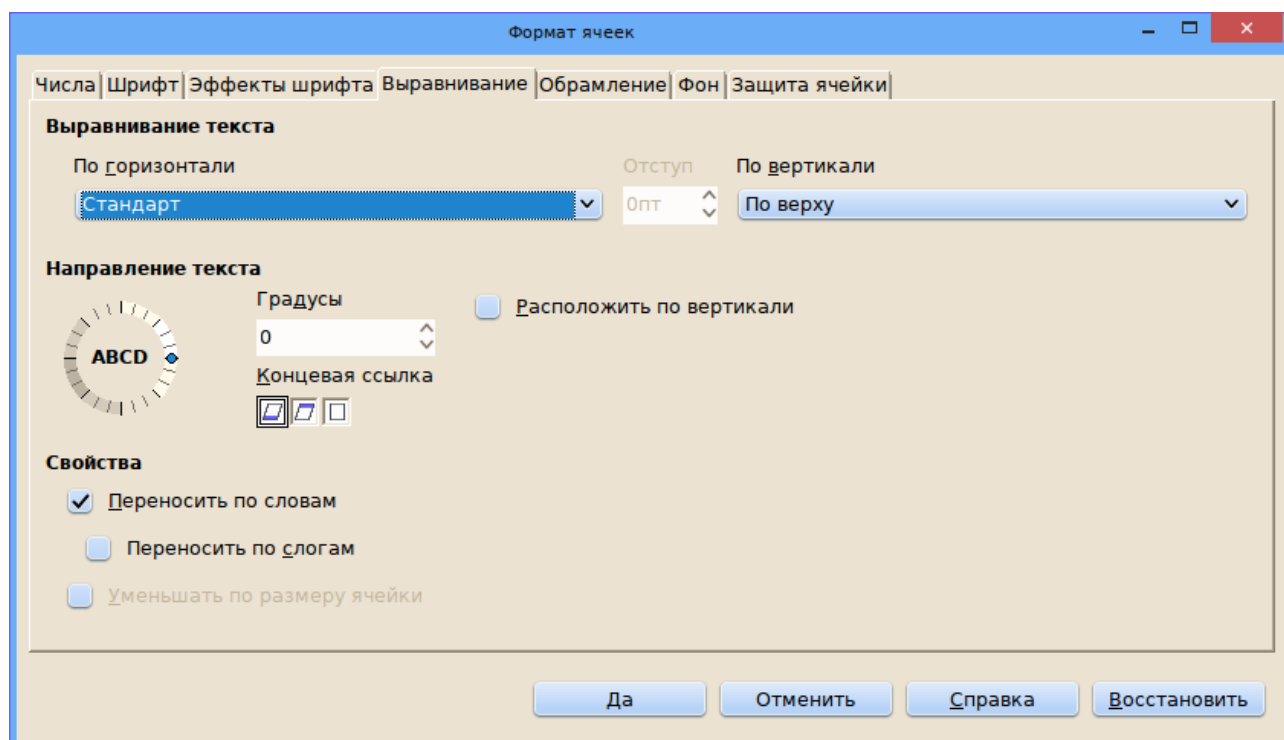 Формат ячеек
Числа Шрифт Эффекты шрифта Выравнивание Обрамление Фон Защита ячейки
Выравнивание текста
По горизонтали Отступ По вертикали
Стандарт 0пт По верху
Направление текста
Градусы
Расположить по вертикали
0
ABCD
Концевая ссылка
Свойства
Переносить по словам
Переносить по слогам
Уменьшать по размеру ячейки
Да Отменить Справка Восстановить